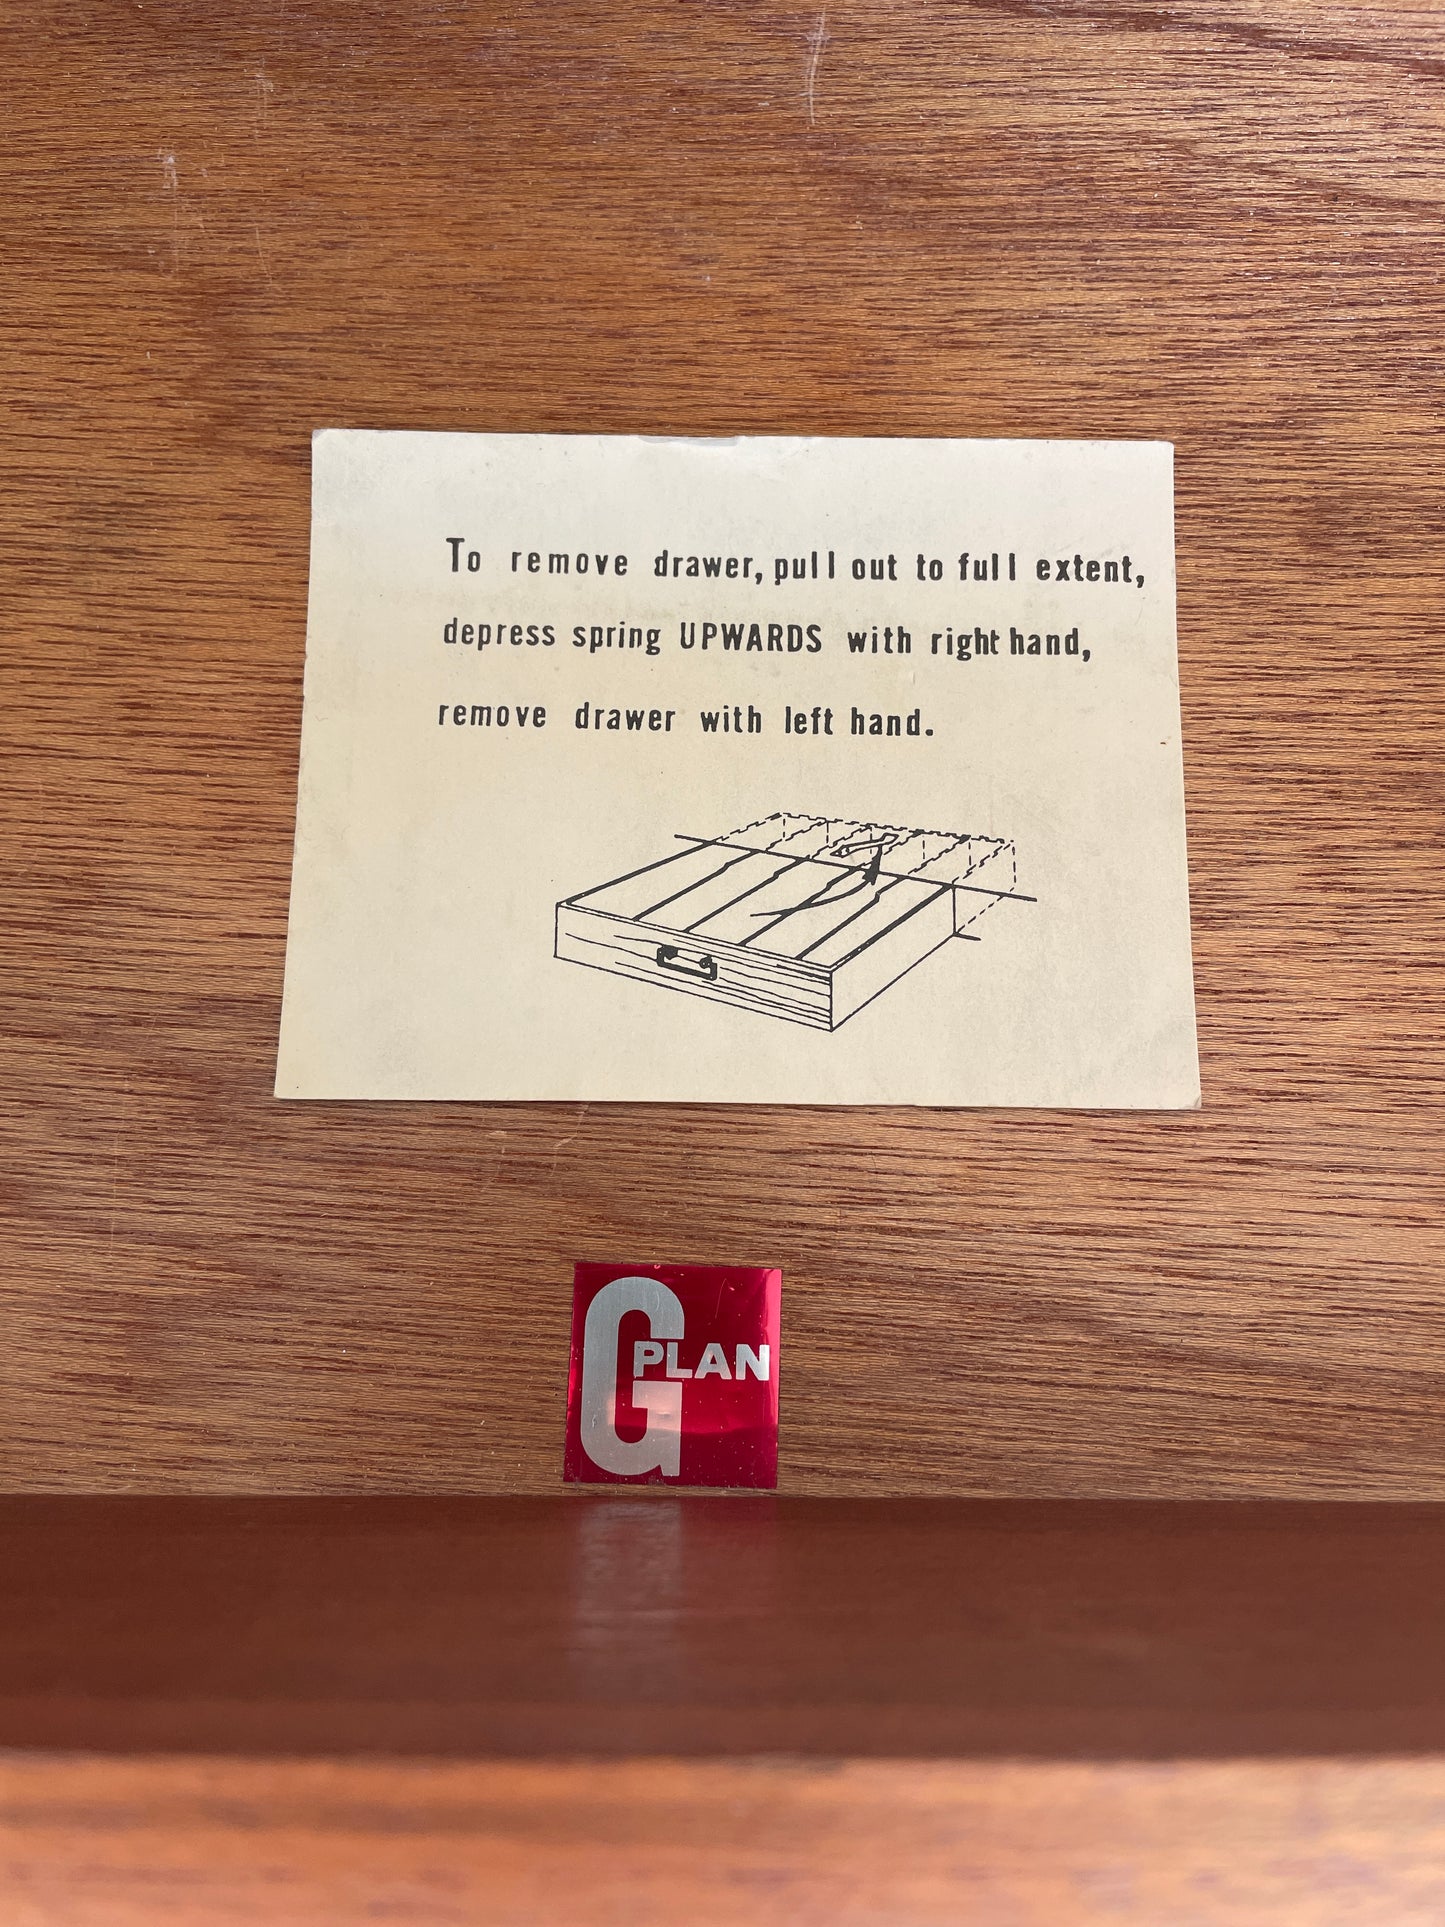 To remove drawer, pull out to full extent,
depress spring UPWARDS with right hand,
remove drawer with left hand.
G PLAN